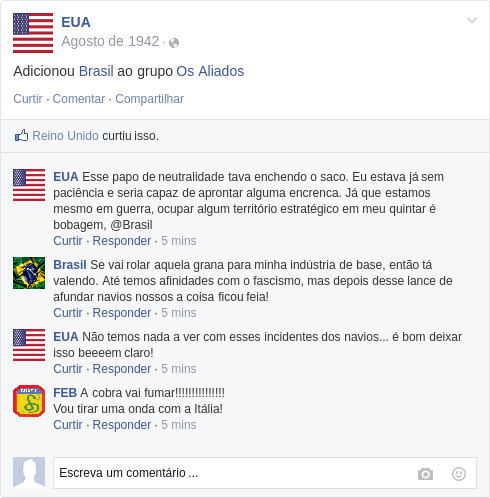 EUA
Agosto de 1942 ·
Adicionou Brasil ao grupo Os Aliados
Curtir · Comentar · Compartilhar
Reino Unido curtiu isso.
EUA Esse papo de neutralidade tava enchendo o saco. Eu estava já sem
paciência e seria capaz de aprontar alguma encrenca. Já que estamos
mesmo em guerra, ocupar algum território estratégico em meu quintar é
bobagem, @Brasil
Curtir · Responder · 5 mins
Brasil Se vai rolar aquela grana para minha indústria de base, então tá
valendo. Até temos afinidades com o fascismo, mas depois desse lance de
afundar navios nossos a coisa ficou feia!
Curtir · Responder · 5 mins
EUA Não temos nada a ver com esses incidentes dos navios... é bom deixar
isso beeeem claro!
Curtir · Responder · 5 mins
BRASIL
FEB A cobra vai fumar!!!!!!!!!!!!!!!
Vou tirar uma onda com a Itália!
Curtir · Responder · 5 mins
Escreva um comentário ...